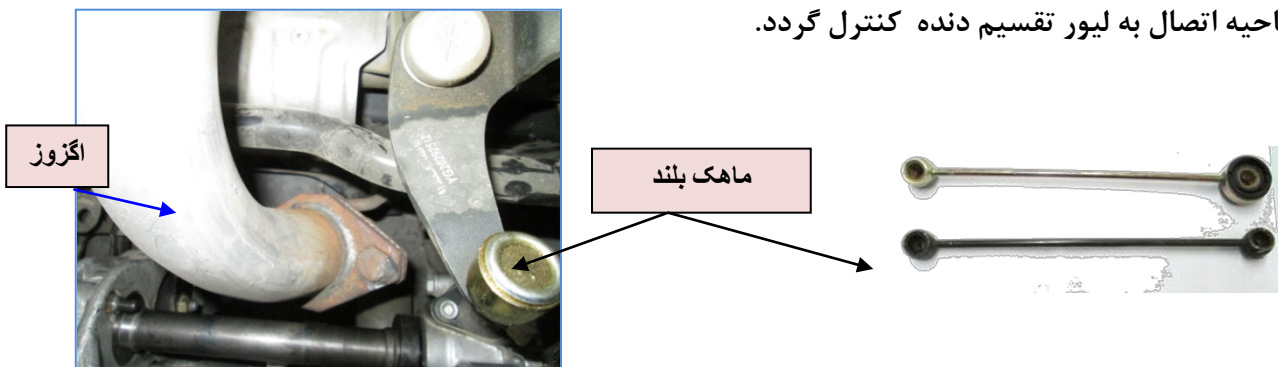 احیه اتصال به لیور تقسیم دنده کنترل گردد.
اگزوز
ماهک بلند